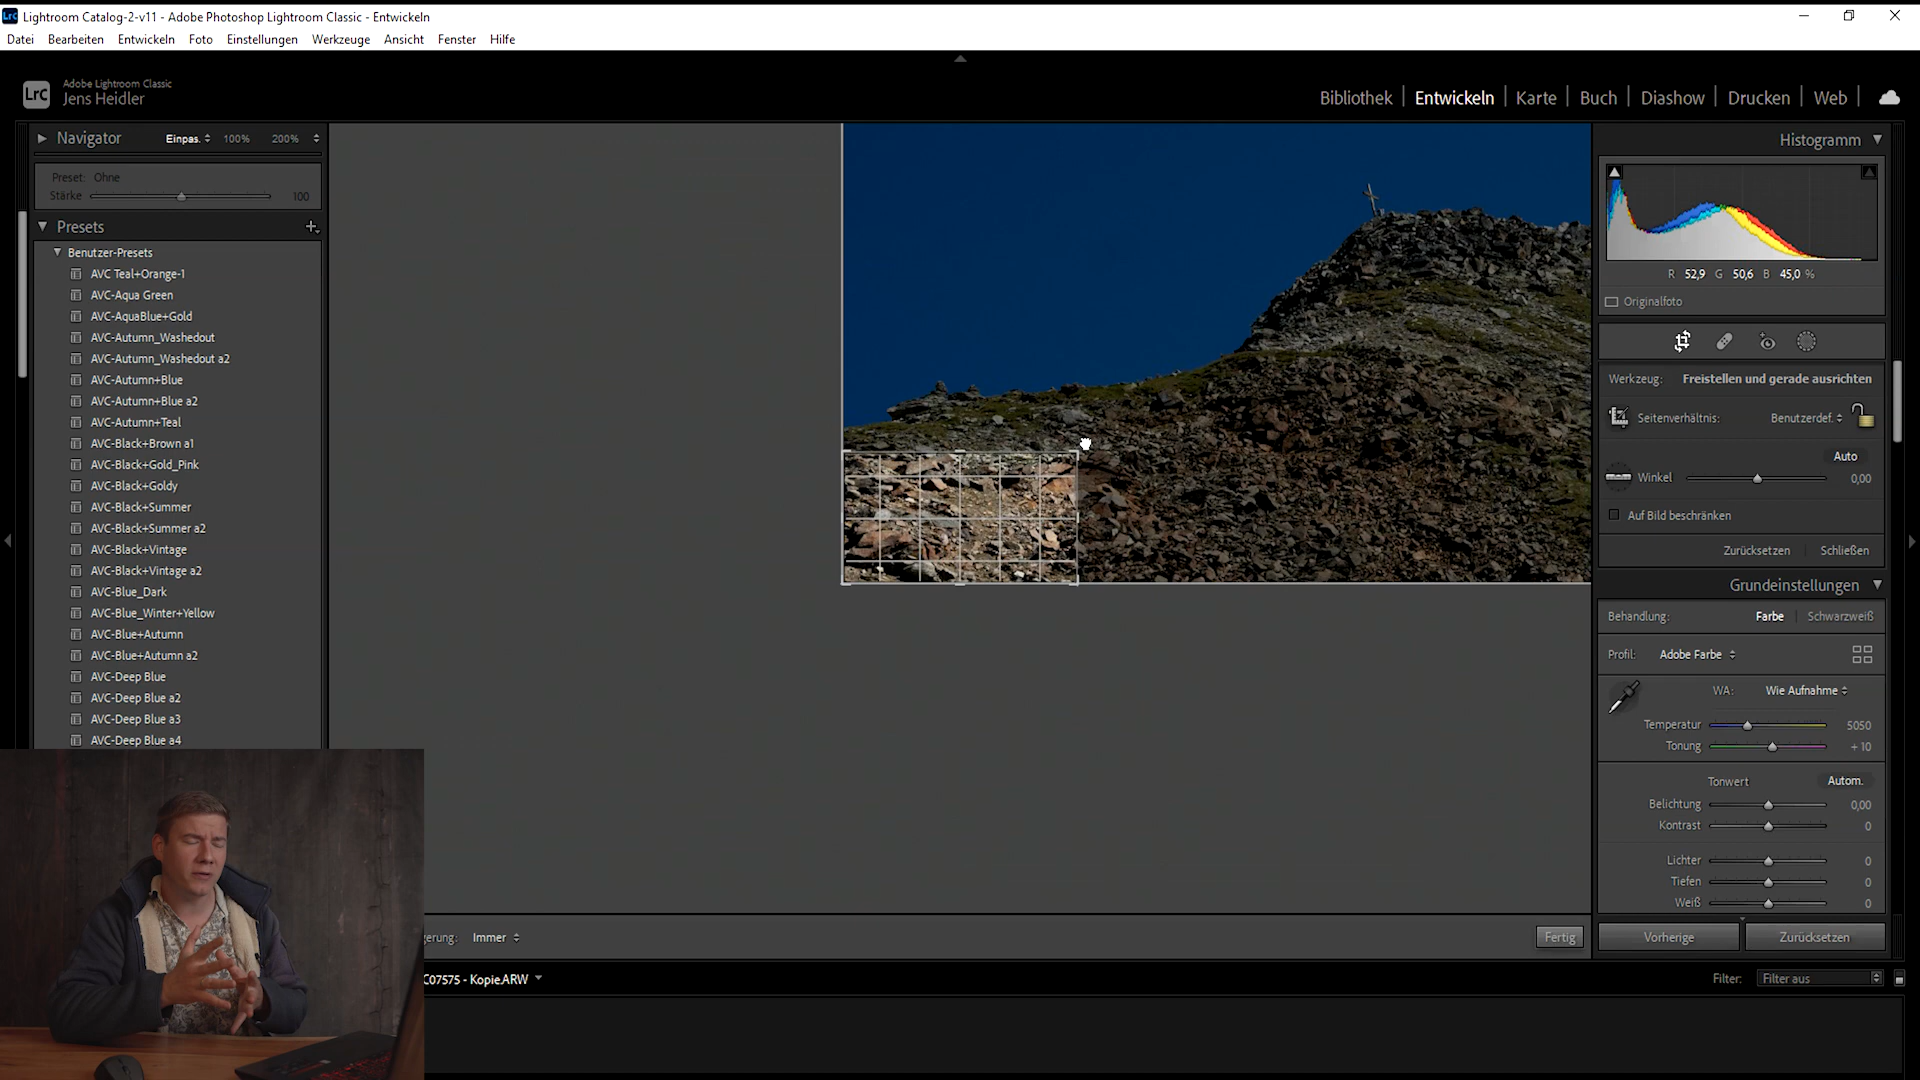 Lrc Lightroom Catalog-2-v11 - Adobe Photoshop Lightroom Classic - Entwickeln
Datei Bearbeiten Entwickeln Foto Einstellungen Werkzeuge Ansicht Fenster Hilfe
LrC
Adobe Lightroom Classic
Jens Heidler
Bibliothek | Entwickeln | Karte | Buch | Diashow | Drucken | Web |
Navigator Einpas. 100% 200%
Preset: Ohne
Stärke 100
Presets
Benutzer-Presets
AVC Teal+Orange-1
AVC-Aqua Green
AVC-AquaBlue+Gold
AVC-Autumn_Washedout
AVC-Autumn_Washedout a2
AVC-Autumn+Blue
AVC-Autumn+Blue a2
AVC-Autumn+Teal
AVC-Black+Brown a1
AVC-Black+Gold_Pink
AVC-Black+Goldy
AVC-Black+Summer
AVC-Black+Summer a2
AVC-Black+Vintage
AVC-Black+Vintage a2
AVC-Blue_Dark
AVC-Blue_Winter+Yellow
AVC-Blue+Autumn
AVC-Blue+Autumn a2
AVC-Deep Blue
AVC-Deep Blue a2
AVC-Deep Blue a3
AVC-Deep Blue a4
Histogramm
R 52,9 G 50,6 B 45,0 %
Originalfoto
Werkzeug: Freistellen und gerade ausrichten
Seitenverhältnis: Benutzerdef.
Auto
Winkel 0,00
Auf Bild beschränken
Zurücksetzen Schließen
Grundeinstellungen
Behandlung: Farbe | Schwarzweiß
Profil: Adobe Farbe
WA: Wie Aufnahme
Temperatur 5050
Tonung + 10
Tonwert Autom.
Belichtung 0,00
Kontrast 0
Lichter 0
Tiefen 0
Weiß 0
gerung: Immer
Fertig
Vorherige Zurücksetzen
C07575 - Kopie.ARW
Filter: Filter aus